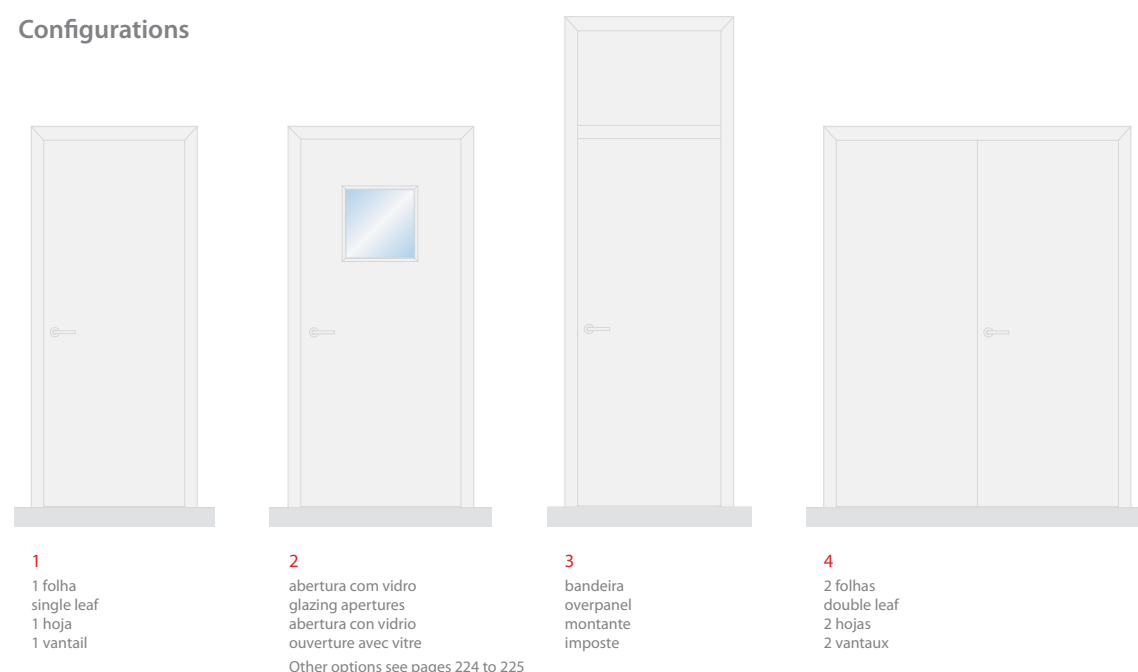 Configurations
1
1 folha
single leaf
1 hoja
1 vantail
2
abertura com vidro
glazing apertures
abertura con vidrio
ouverture avec vitre
Other options see pages 224 to 225
3
bandeira
overpanel
montante
imposte
4
2 folhas
double leaf
2 hojas
2 vantaux